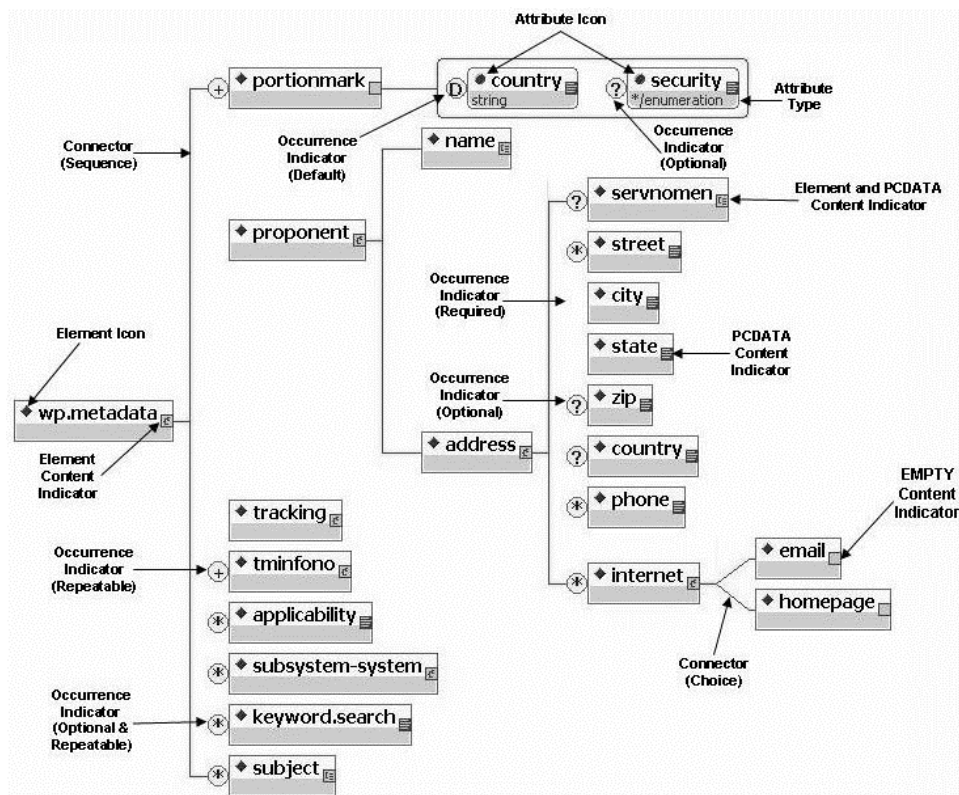 Attribute Icon
+
portionmark
D
country
string
?
security
*/enumeration
Attribute
Type
Connector
(Sequence)
Occurrence
Indicator
(Default)
name
Occurrence
Indicator
(Optional)
?
servnomen
Element and PCDATA
Content Indicator
proponent
*
street
Occurrence
Indicator
(Required)
city
Element Icon
state
PCDATA
Content
Indicator
Occurrence
Indicator
(Optional)
?
zip
wp.metadata
address
?
country
Element
Content
Indicator
*
phone
EMPTY
Content
Indicator
tracking
Occurrence
Indicator
(Repeatable)
+
tminfono
*
internet
email
homepage
*
applicability
*
subsystem-system
Connector
(Choice)
Occurrence
Indicator
(Optional &
Repeatable)
*
keyword.search
*
subject